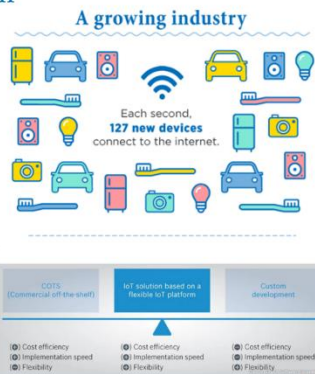 A growing industry
Each second,
127 new devices
connect to the internet.
COTS
(Commercial off-the-shelf)
IoT solution based on a
flexible IoT platform
Custom
development
Cost efficiency
Implementation speed
Flexibility
Cost efficiency
Implementation speed
Flexibility
Cost efficiency
Implementation speed
Flexibility